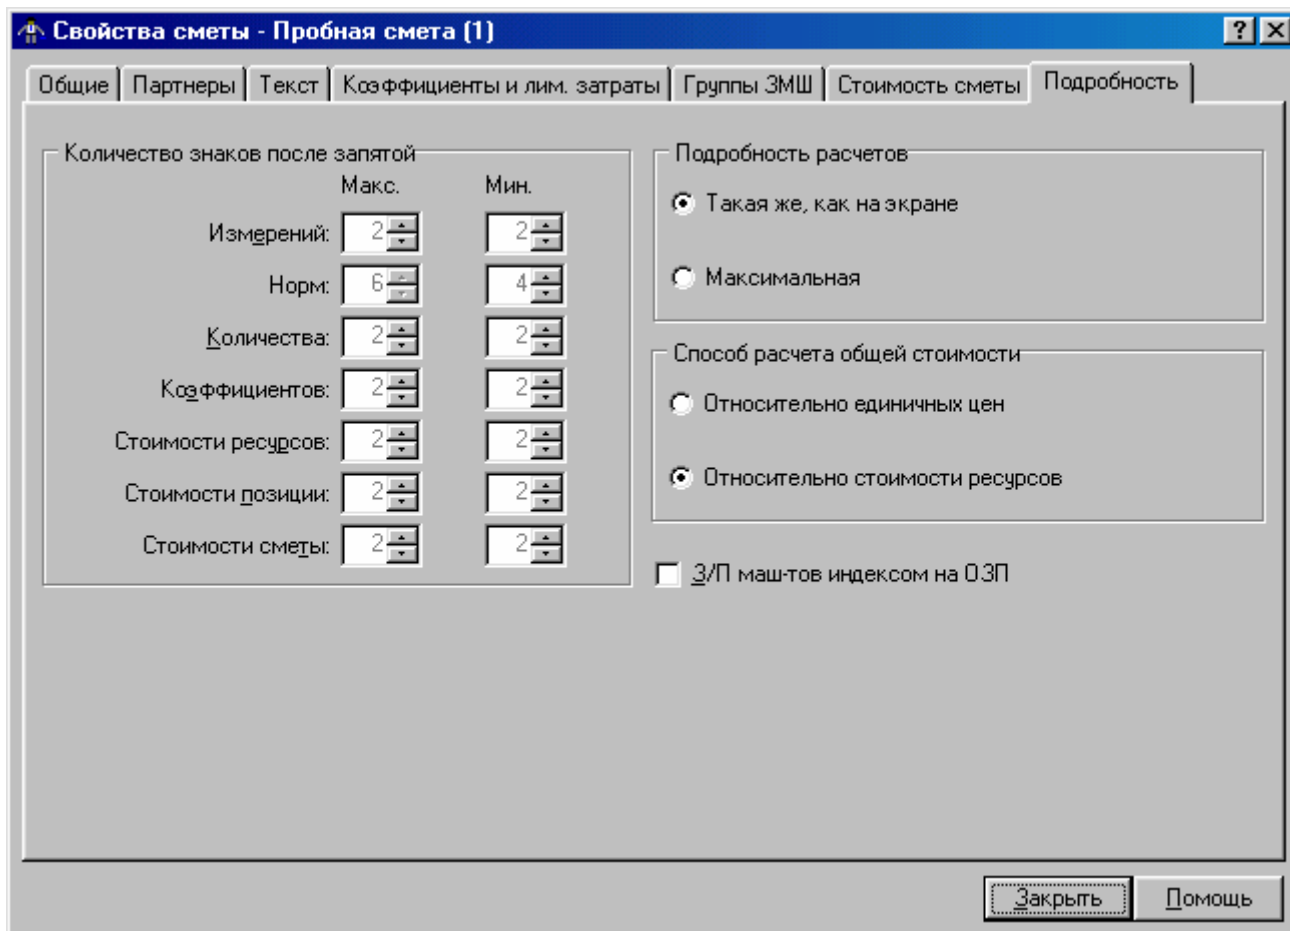 Свойства сметы - Пробная смета (1)
Общие Партнеры Текст Коэффициенты и лим. затраты Группы ЗМШ Стоимость сметы Подробность
Количество знаков после запятой
Макс. Мин.
Измерений: 2 2
Норм: 6 4
Количества: 2 2
Коэффициентов: 2 2
Стоимости ресурсов: 2 2
Стоимости позиции: 2 2
Стоимости сметы: 2 2
Подробность расчетов
Такая же, как на экране
Максимальная
Способ расчета общей стоимости
Относительно единичных цен
Относительно стоимости ресурсов
З/П маш-тов индексом на ОЗП
Закрыть Помощь